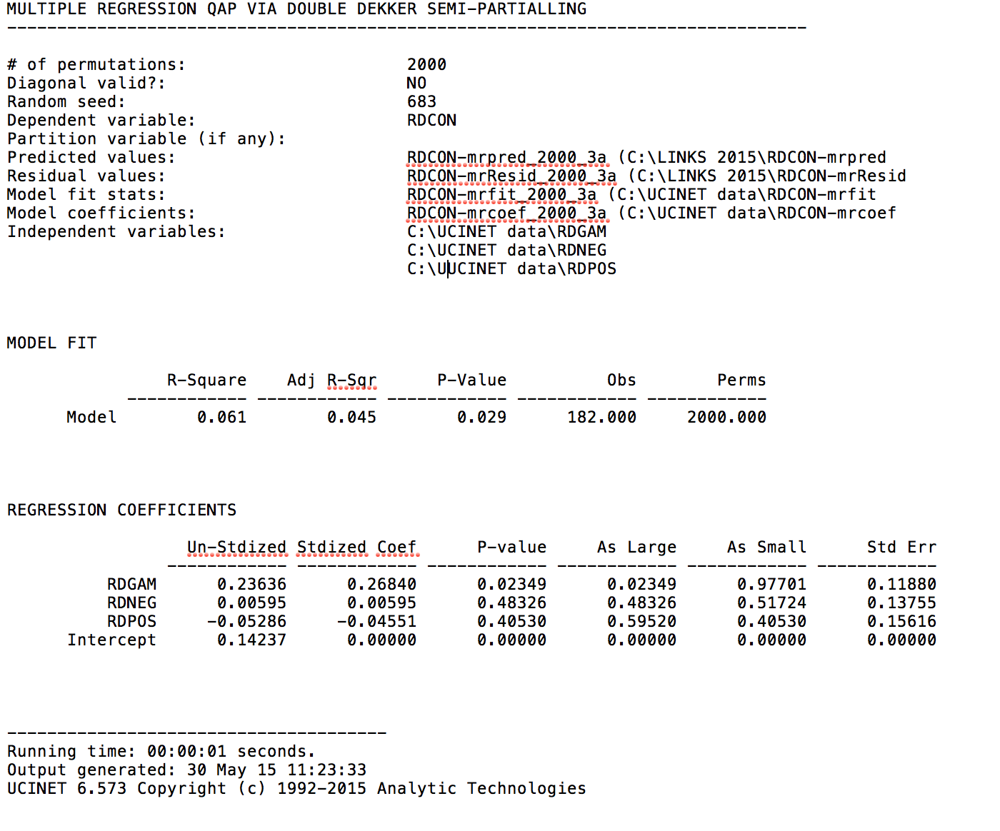 MULTIPLE REGRESSION QAP VIA DOUBLE DEKKER SEMI-PARTIALLING
--------------------------------------------------------------------------------
# of permutations: 2000
Diagonal valid?: NO
Random seed: 683
Dependent variable: RDCON
Partition variable (if any):
Predicted values: RDCON-mrpred_2000_3a (C:\LINKS 2015\RDCON-mrpred
Residual values: RDCON-mrResid_2000_3a (C:\LINKS 2015\RDCON-mrResid
Model fit stats: RDCON-mrfit_2000_3a (C:\UCINET data\RDCON-mrfit
Model coefficients: RDCON-mrcoef_2000_3a (C:\UCINET data\RDCON-mrcoef
Independent variables: C:\UCINET data\RDGAM
C:\UCINET data\RDNEG
C:\UUCINET data\RDPOS
MODEL FIT
R-Square Adj R-Sqr P-Value Obs Perms
------------ ------------ ------------ ------------ ------------
Model 0.061 0.045 0.029 182.000 2000.000
REGRESSION COEFFICIENTS
Un-Stdized Stdized Coef P-value As Large As Small Std Err
------------ ------------ ------------ ------------ ------------ ------------
RDGAM 0.23636 0.26840 0.02349 0.02349 0.97701 0.11880
RDNEG 0.00595 0.00595 0.48326 0.48326 0.51724 0.13755
RDPOS -0.05286 -0.04551 0.40530 0.59520 0.40530 0.15616
Intercept 0.14237 0.00000 0.00000 0.00000 0.00000 0.00000
--------------------------------------
Running time: 00:00:01 seconds.
Output generated: 30 May 15 11:23:33
UCINET 6.573 Copyright (c) 1992-2015 Analytic Technologies